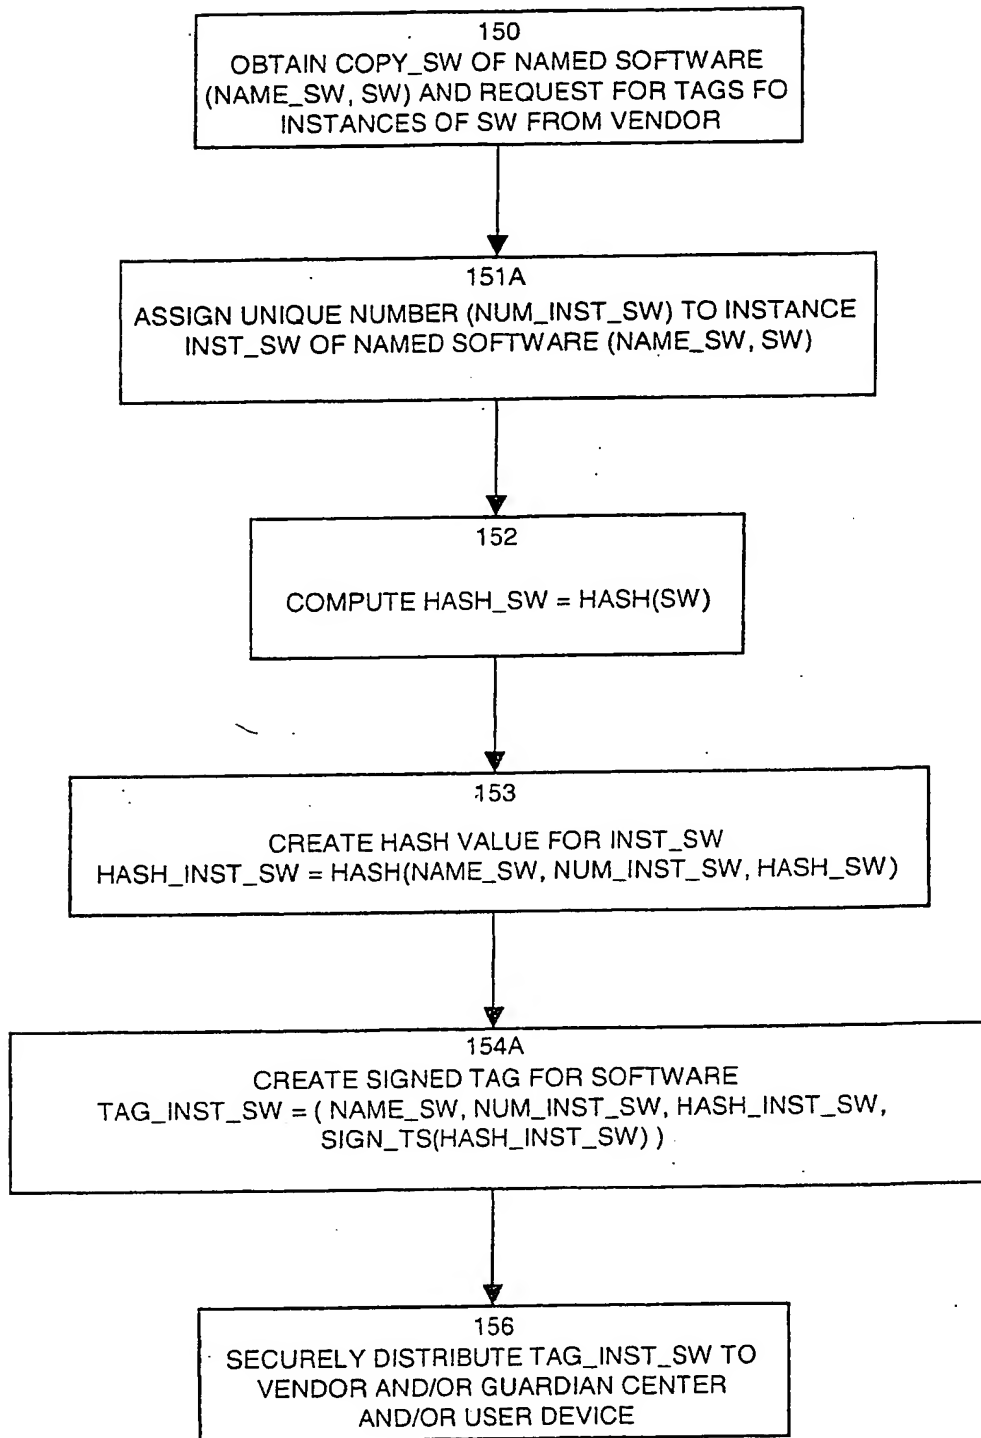 150
OBTAIN COPY_SW OF NAMED SOFTWARE
(NAME_SW, SW) AND REQUEST FOR TAGS FO
INSTANCES OF SW FROM VENDOR
151A
ASSIGN UNIQUE NUMBER (NUM_INST_SW) TO INSTANCE
INST_SW OF NAMED SOFTWARE (NAME_SW, SW)
152
COMPUTE HASH_SW = HASH(SW)
153
CREATE HASH VALUE FOR INST_SW
HASH_INST_SW = HASH(NAME_SW, NUM_INST_SW, HASH_SW)
154A
CREATE SIGNED TAG FOR SOFTWARE
TAG_INST_SW = ( NAME_SW, NUM_INST_SW, HASH_INST_SW,
SIGN_TS(HASH_INST_SW) )
156
SECURELY DISTRIBUTE TAG_INST_SW TO
VENDOR AND/OR GUARDIAN CENTER
AND/OR USER DEVICE